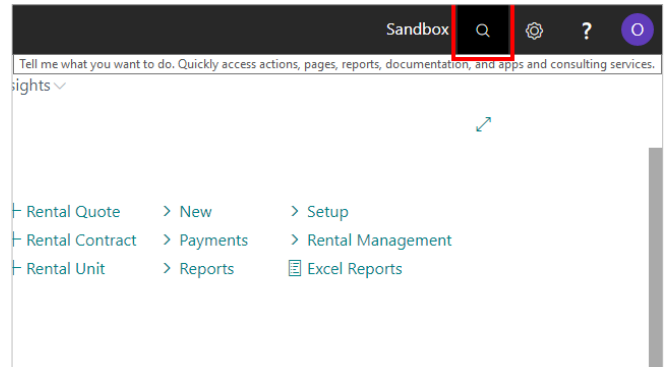 Sandbox ? O
Tell me what you want to do. Quickly access actions, pages, reports, documentation, and apps and consulting services.
sights
Rental Quote > New > Setup
Rental Contract > Payments > Rental Management
Rental Unit > Reports Excel Reports